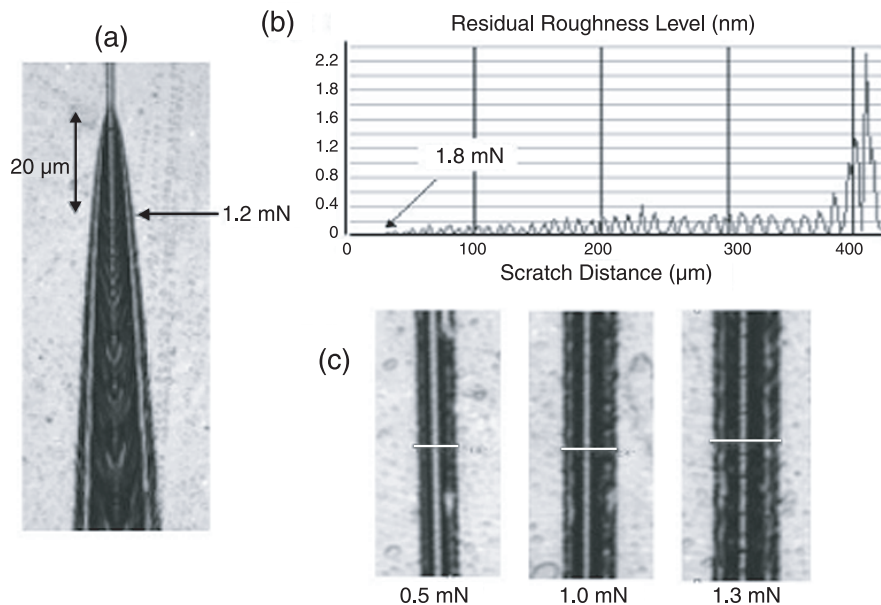 (a)
20 µm
1.2 mN
(b)
Residual Roughness Level (nm)
2.2
1.8
1.6
1.2
0.8
0.4
0
1.8 mN
0 100 200 300 400
Scratch Distance (µm)
(c)
0.5 mN 1.0 mN 1.3 mN